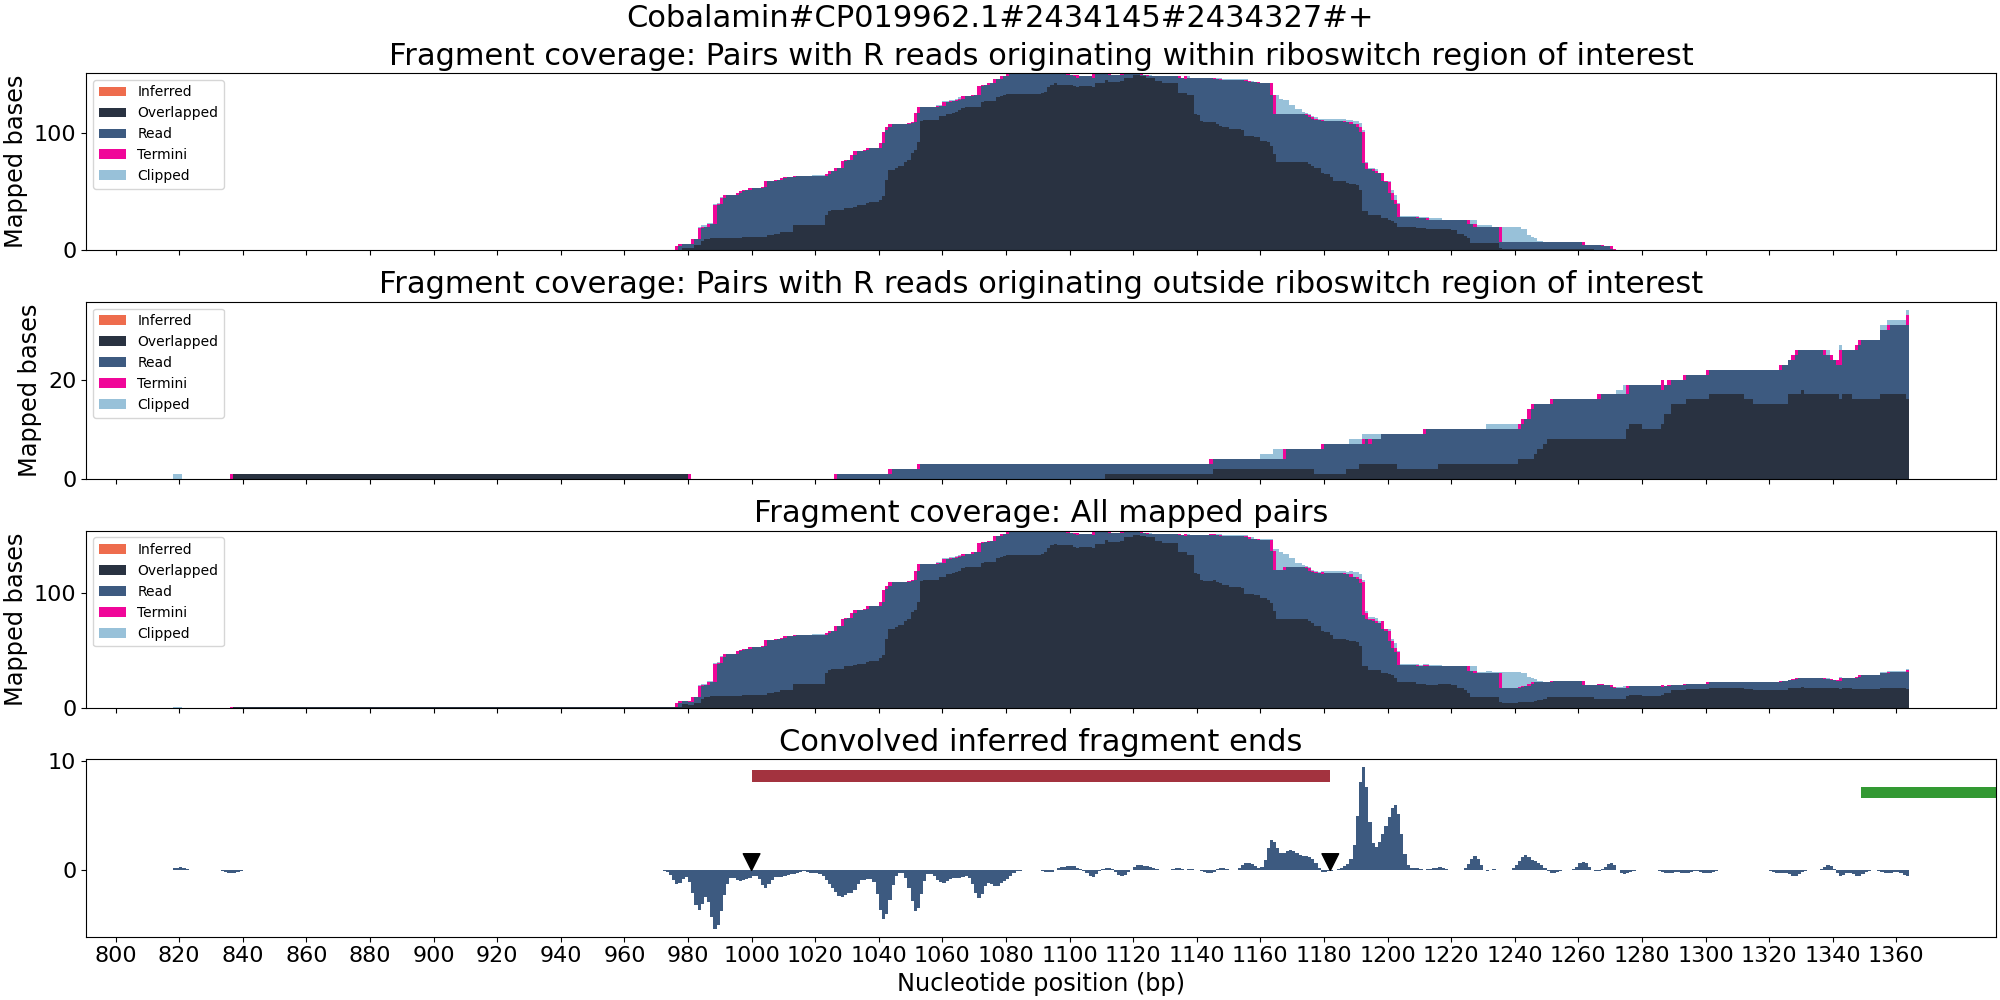 Cobalamin#CP019962.1#2434145#2434327#+
Fragment coverage: Pairs with R reads originating within riboswitch region of interest
Mapped bases
100
0
Inferred
Overlapped
Read
Termini
Clipped
Fragment coverage: Pairs with R reads originating outside riboswitch region of interest
Mapped bases
20
0
Inferred
Overlapped
Read
Termini
Clipped
Fragment coverage: All mapped pairs
Mapped bases
100
0
Inferred
Overlapped
Read
Termini
Clipped
Convolved inferred fragment ends
10
0
800 820 840 860 880 900 920 940 960 980 1000 1020 1040 1060 1080 1100 1120 1140 1160 1180 1200 1220 1240 1260 1280 1300 1320 1340 1360
Nucleotide position (bp)